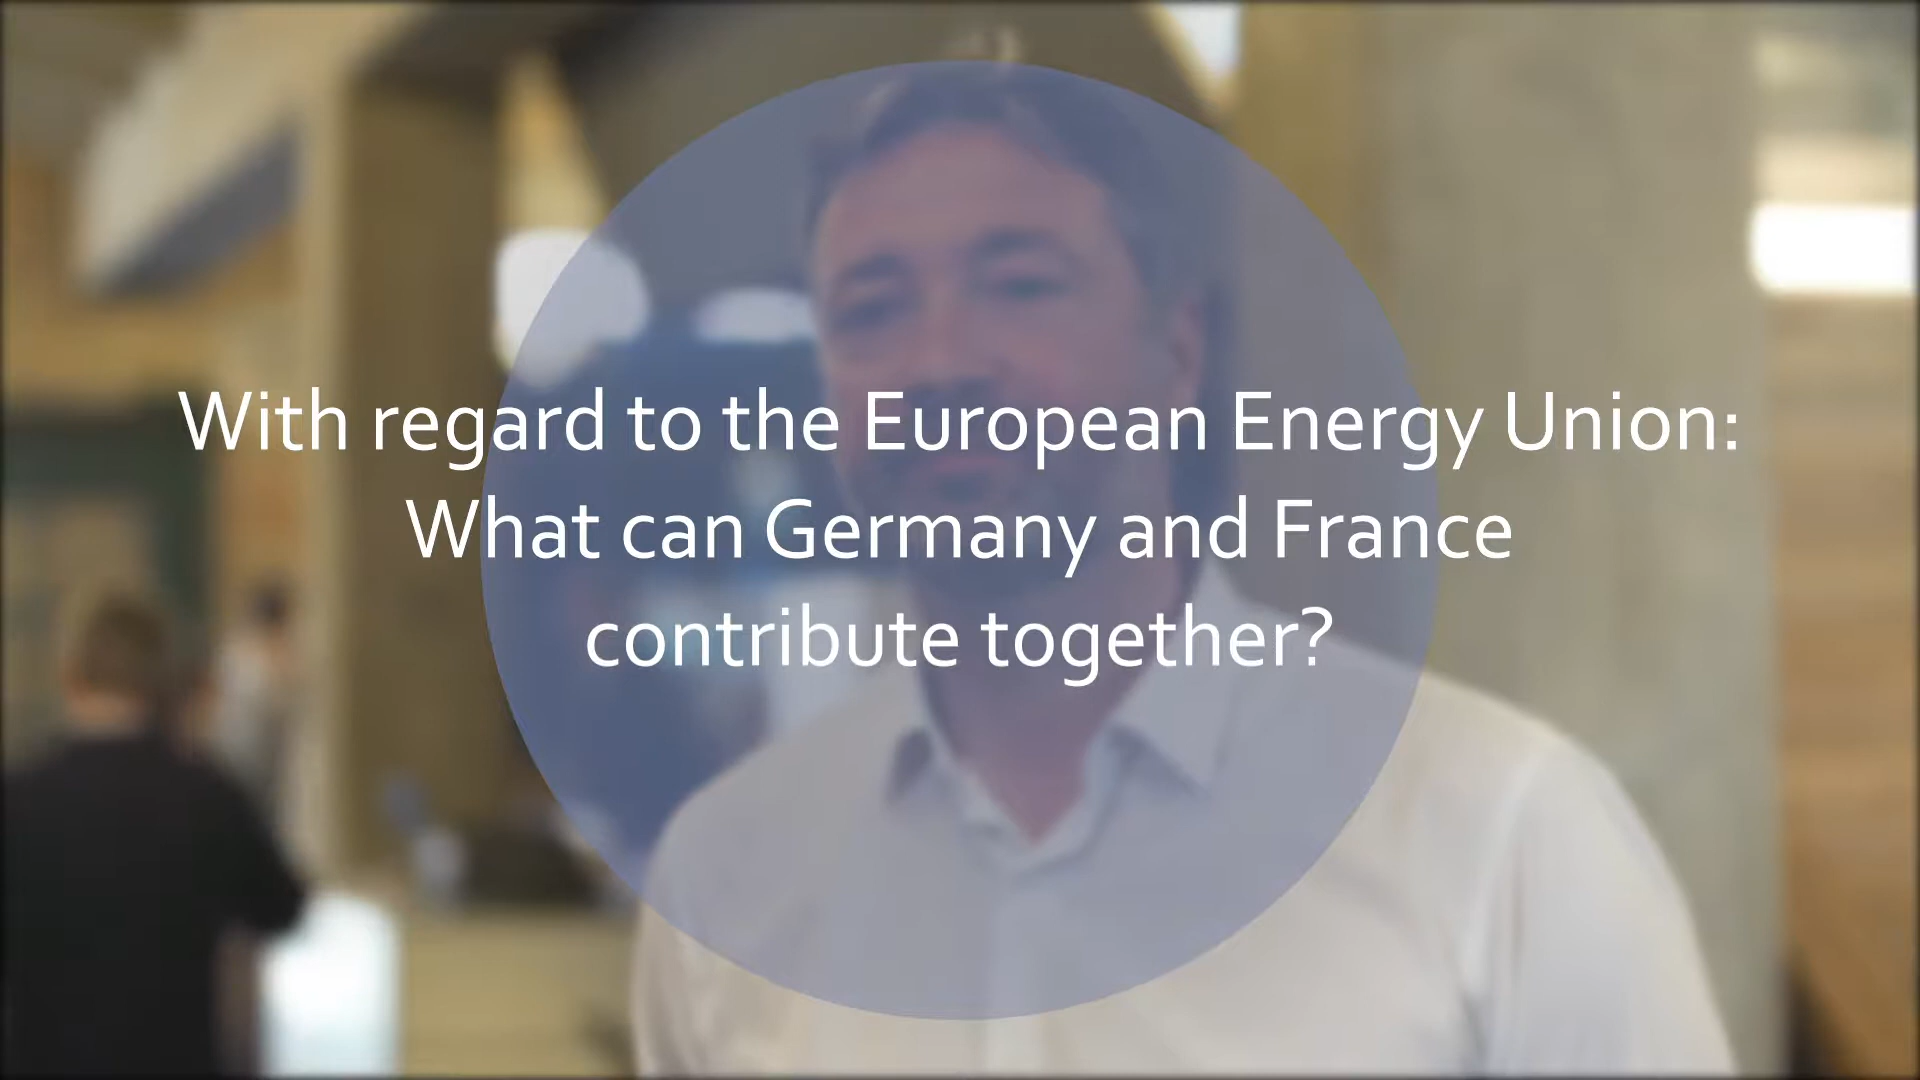 With regard to the European Energy Union:
What can Germany and France
contribute together?